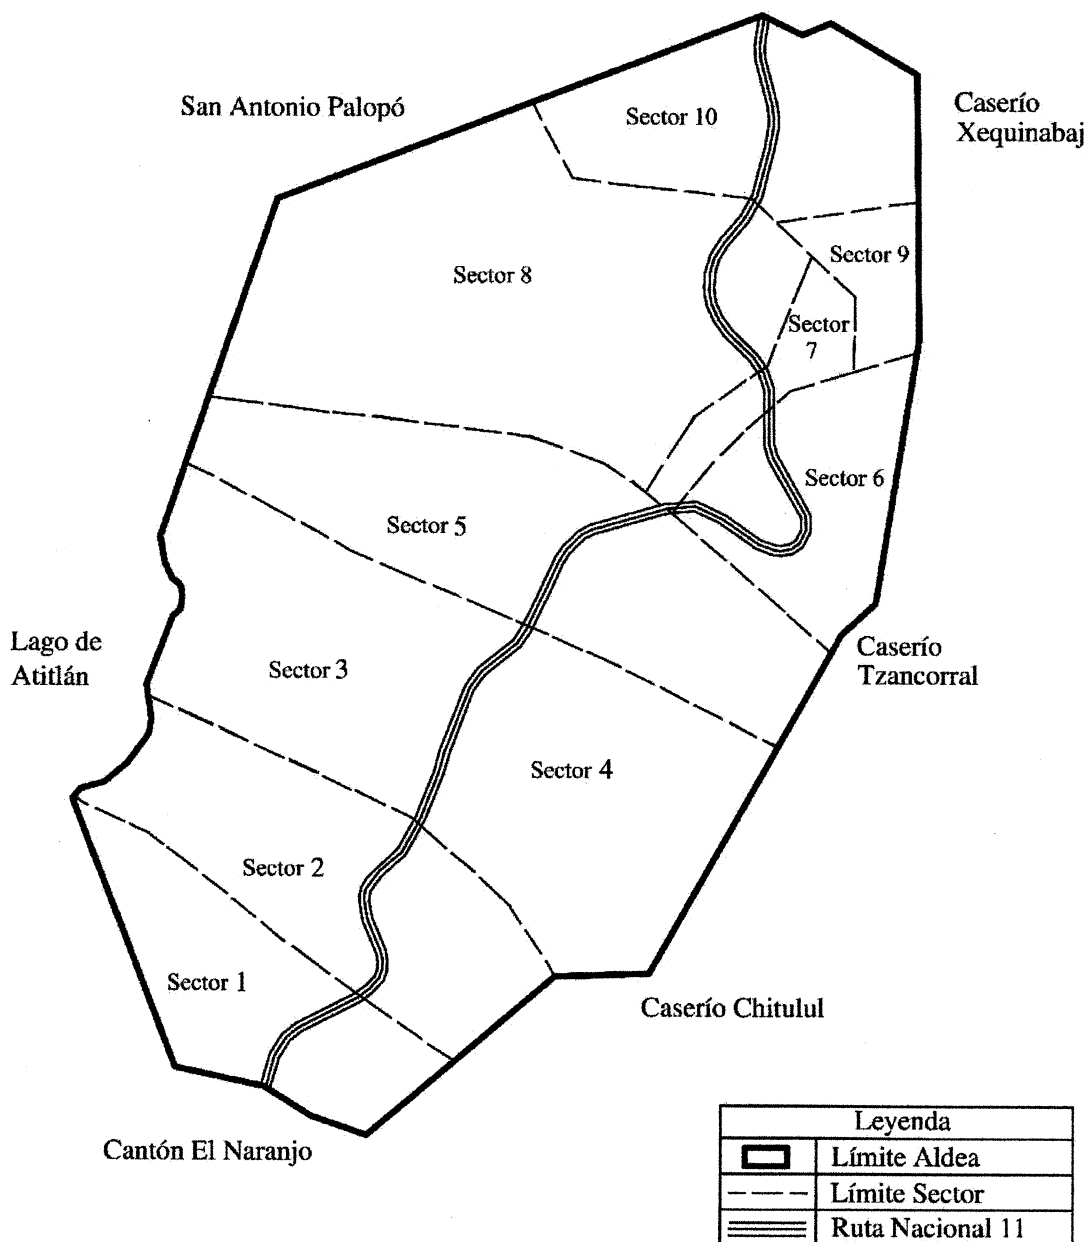 San Antonio Palopó
Sector 10
Caserío
Xequinabaj
Sector 8
Sector 9
Sector
7
Sector 6
Sector 5
Lago de
Atitlán
Sector 3
Caserío
Tzancorral
Sector 4
Sector 2
Sector 1
Caserío Chitulul
Cantón El Naranjo
Leyenda
Límite Aldea
Límite Sector
Ruta Nacional 11